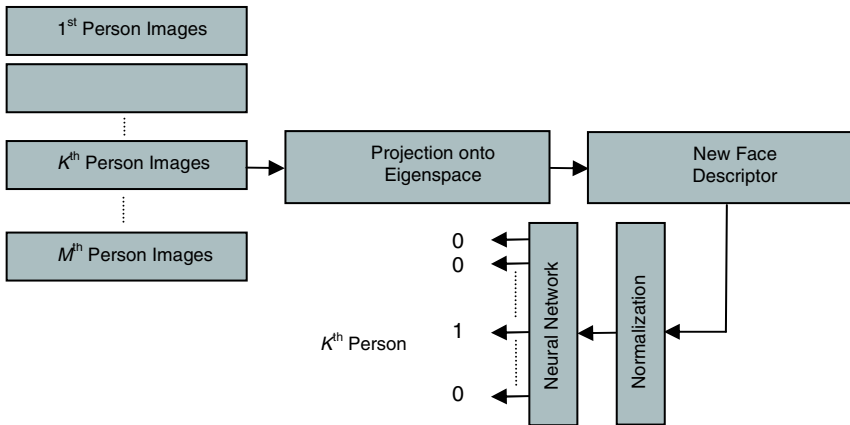 1st Person Images
Kth Person Images
Mth Person Images
Projection onto
Eigenspace
New Face
Descriptor
0
0
Kth Person
1
0
Neural Network
Normalization